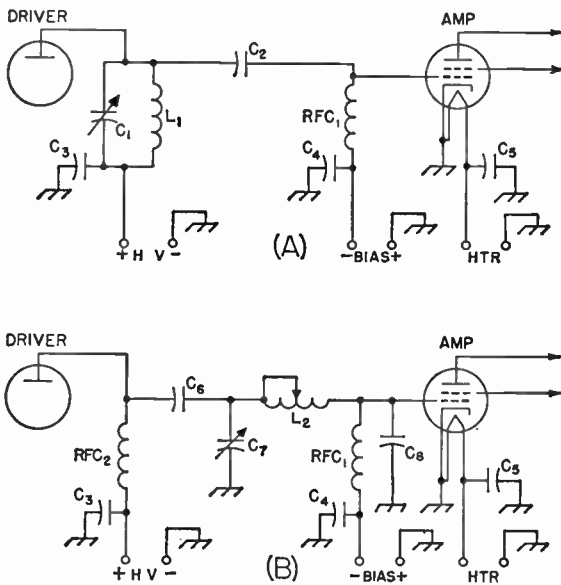 DRIVER
AMP
C2
C1
L1
RFC1
C3
C4
C5
+ H V -
(A)
-BIAS+
HTR
DRIVER
AMP
C6
L2
C7
RFC2
RFC1
C8
C3
C4
C5
+ H V -
(B)
-BIAS+
HTR